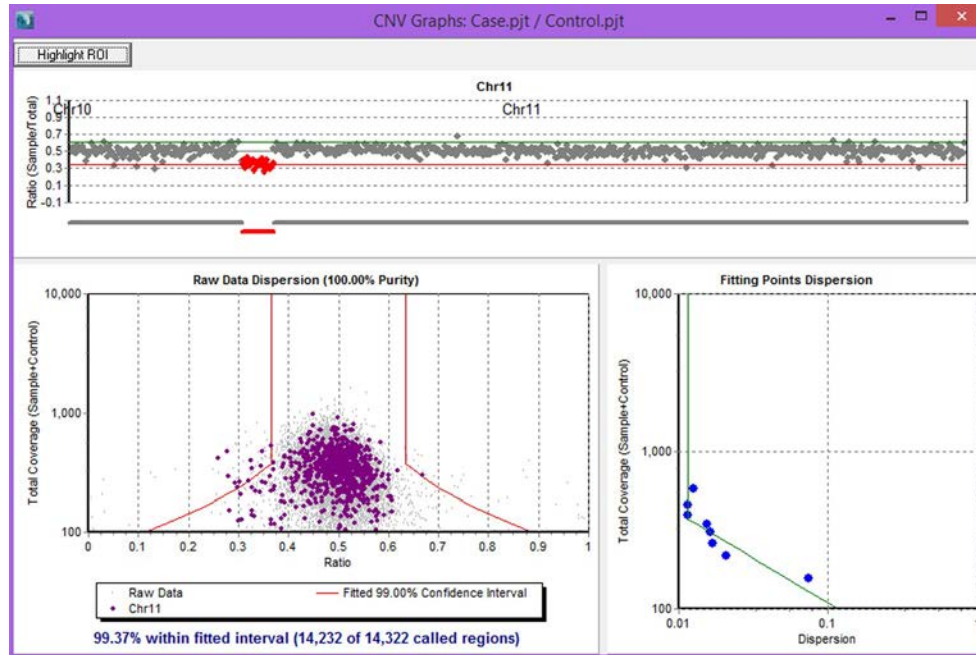 CNV Graphs: Case.pjt / Control.pjt
Highlight ROI
Chr11
Chr10
Chr11
Ratio (Sample/Total)
1.1
0.9
0.7
0.5
0.3
0.1
-0.1
Raw Data Dispersion (100.00% Purity)
Total Coverage (Sample+Control)
10,000
1,000
100
0 0.1 0.2 0.3 0.4 0.5 0.6 0.7 0.8 0.9 1
Ratio
Raw Data
Fitted 99.00% Confidence Interval
Chr11
99.37% within fitted interval (14,232 of 14,322 called regions)
Fitting Points Dispersion
Total Coverage (Sample+Control)
10,000
1,000
100
0.01 0.1
Dispersion